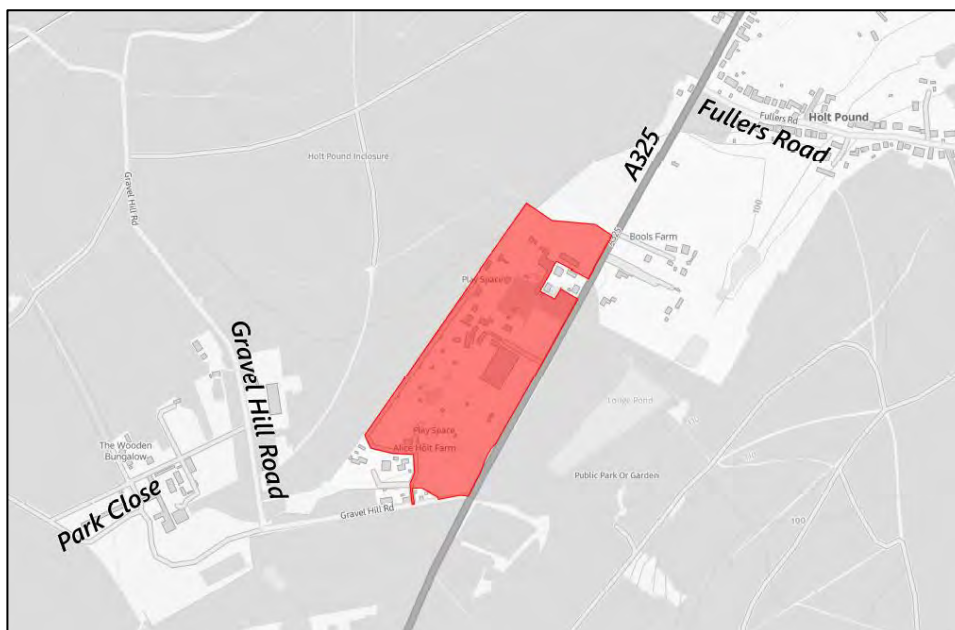 Fullers Rd
Holt Pound
Fullers Road
A325
Holt Pound Inclosure
Gravel Hill Rd
100
A325
Bools Farm
Play Space
Gravel Hill Road
Play Space
Alice Holt Farm
Lodge Pond
The Wooden
Bungalow
Public Park Or Garden
Park Close
Gravel Hill Rd
100